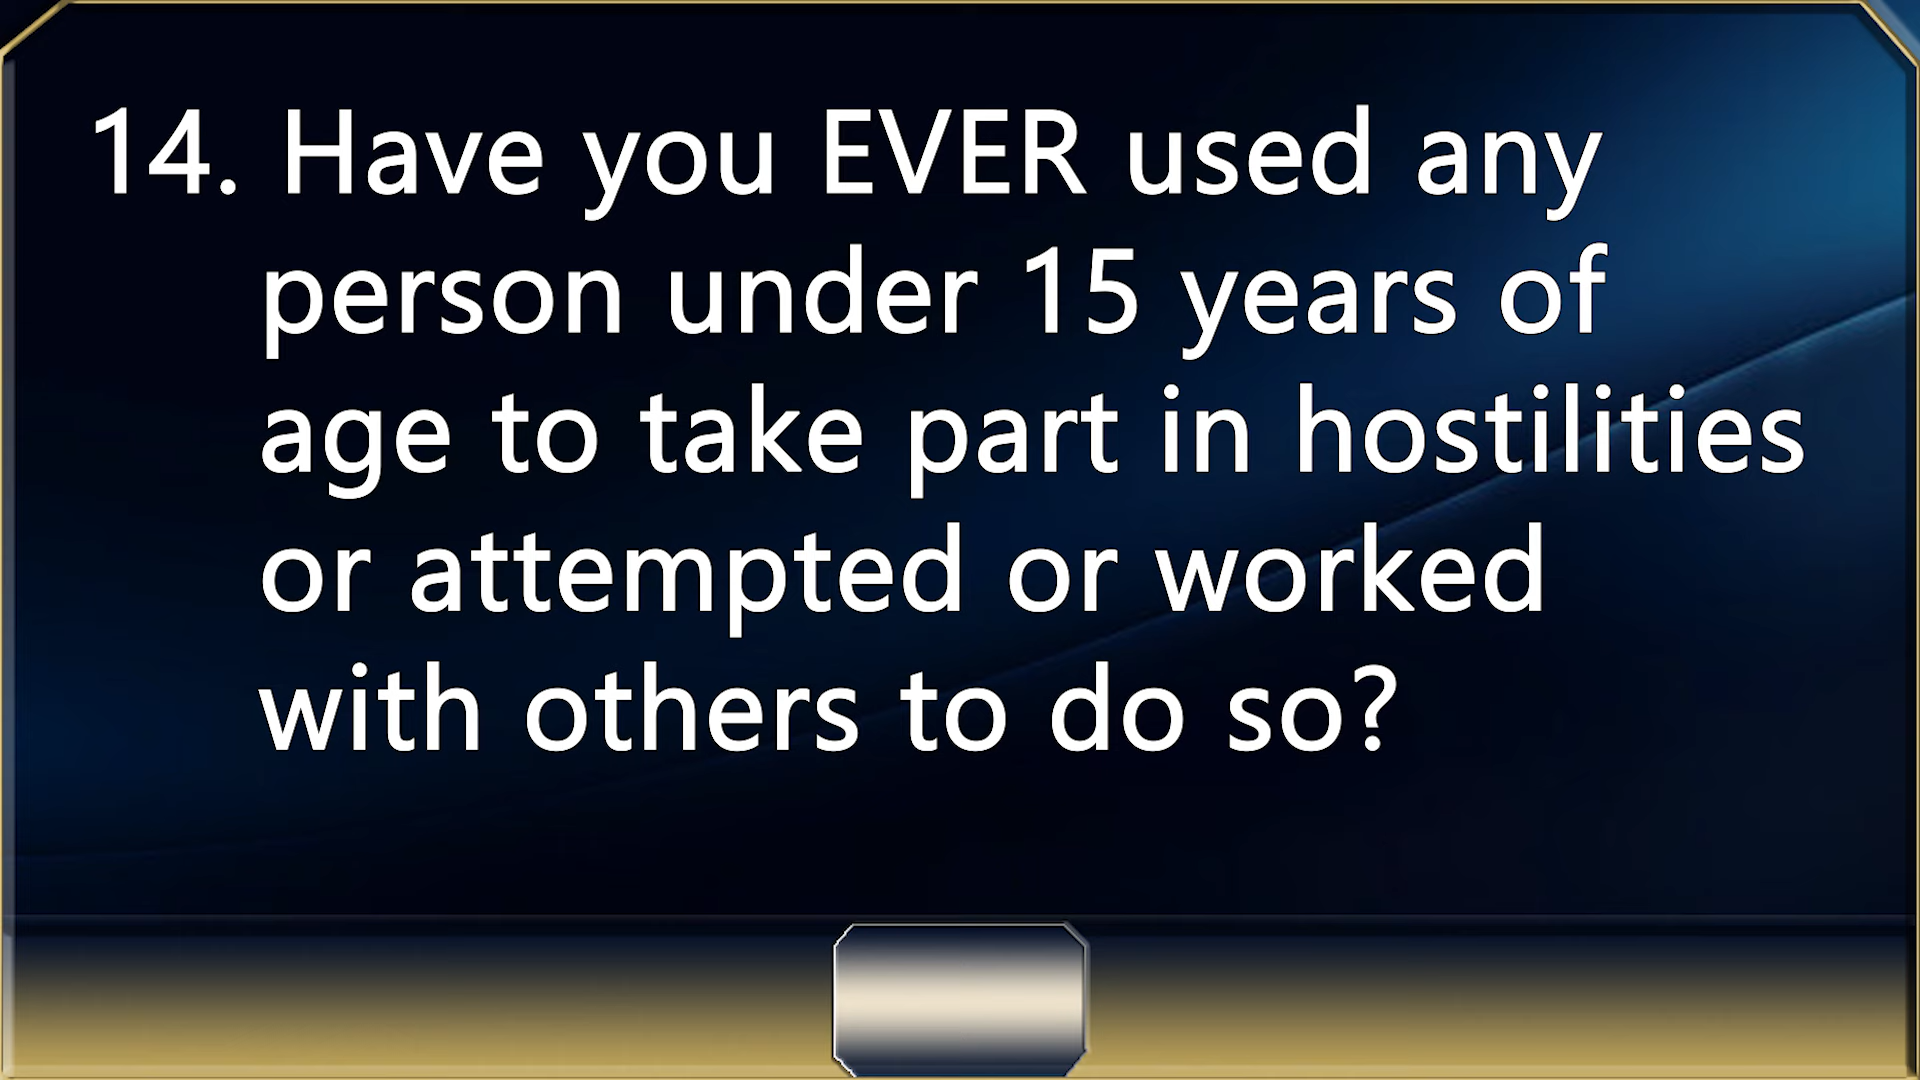 14. Have you EVER used any
person under 15 years of
age to take part in hostilities
or attempted or worked
with others to do so?